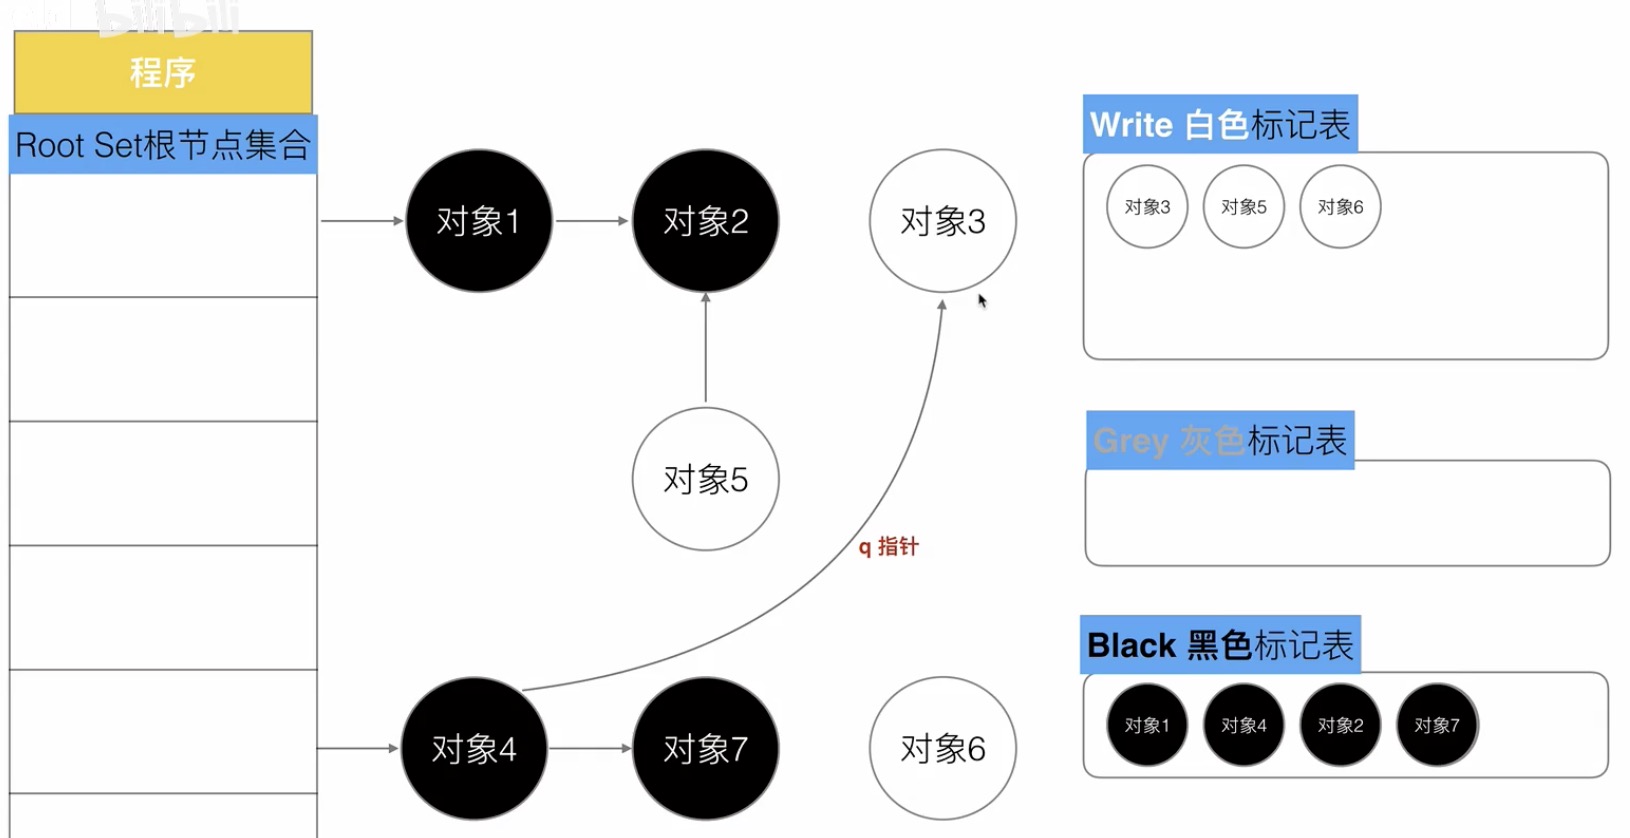 bilibili
程序
Root Set根节点集合
对象1
对象2
对象3
对象5
q 指针
对象4
对象7
对象6
Write 白色标记表
对象3 对象5 对象6
Grey 灰色标记表
Black 黑色标记表
对象1 对象4 对象2 对象7